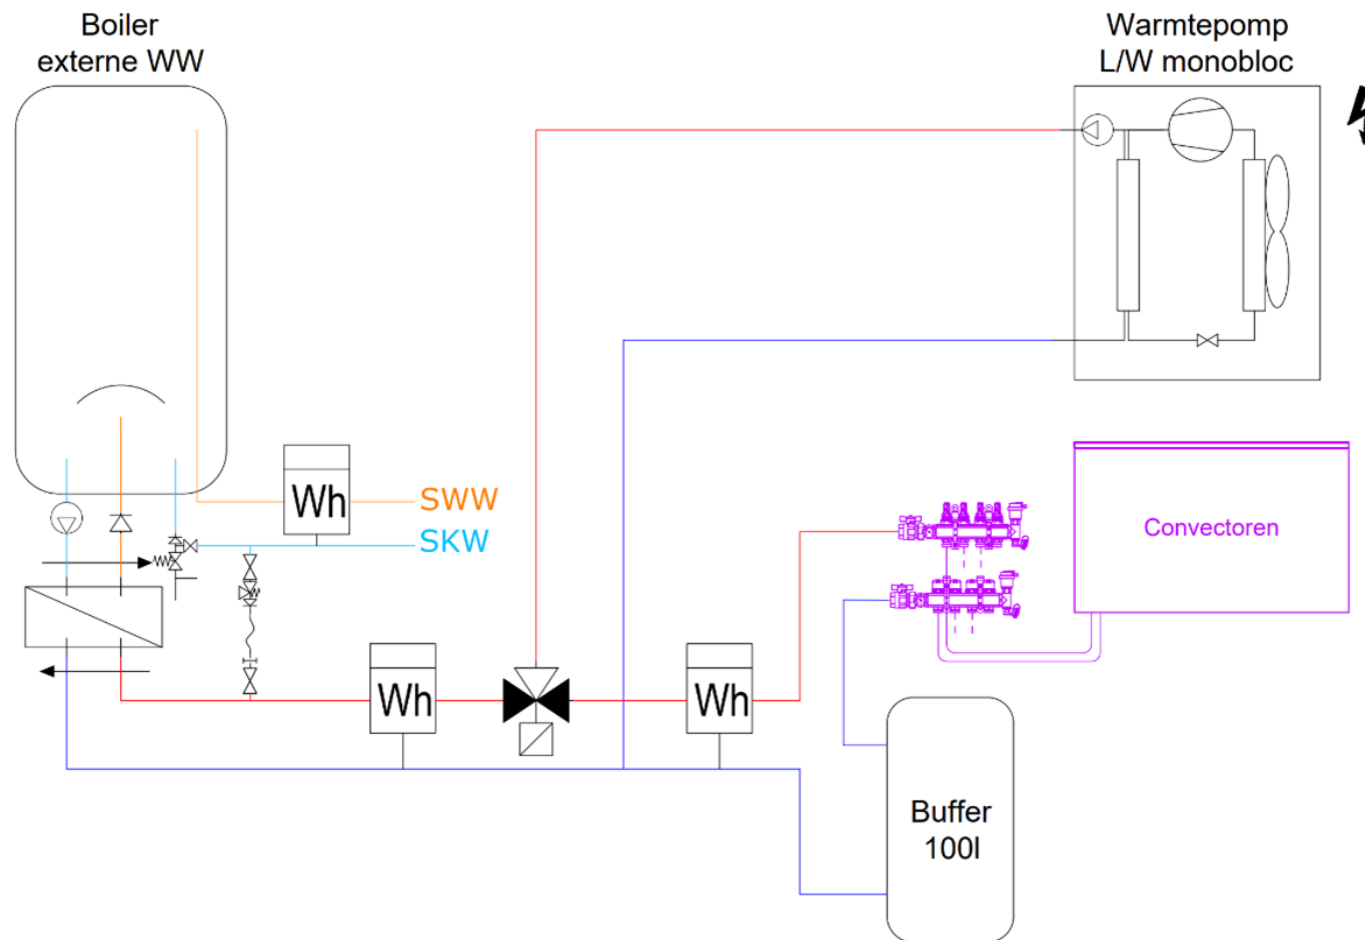 Boiler
externe WW
Warmtepomp
L/W monobloc
Wh
SWW
SKW
Convectoren
Wh
Wh
Buffer
100l